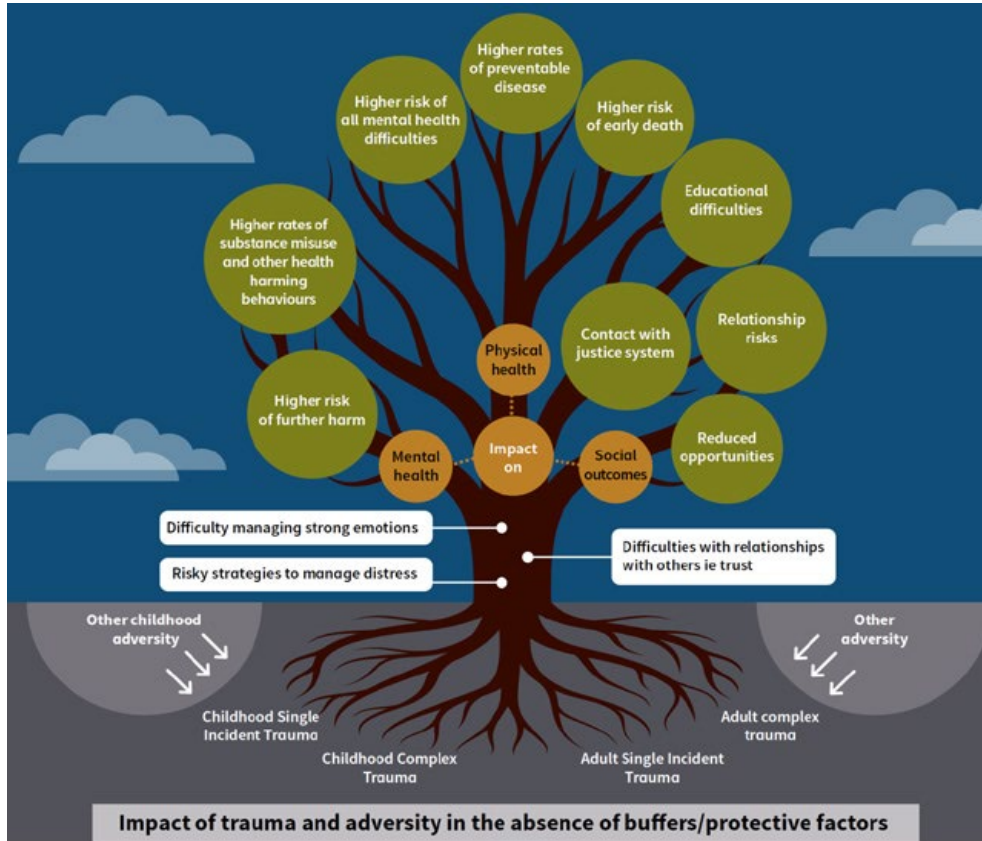 Higher rates
of preventable
disease
Higher risk of
all mental health
difficulties
Higher risk
of early death
Educational
difficulties
Higher rates of
substance misuse
and other health
harming
behaviours
Relationship
risks
Contact with
justice system
Physical
health
Higher risk
of further harm
Reduced
opportunities
Mental
health
Impact
on
Social
outcomes
Difficulty managing strong emotions
Risky strategies to manage distress
Difficulties with relationships
with others ie trust
Other childhood
adversity
Other
adversity
Childhood Single
Incident Trauma
Childhood Complex
Trauma
Adult Single Incident
Trauma
Adult complex
trauma
Impact of trauma and adversity in the absence of buffers/protective factors